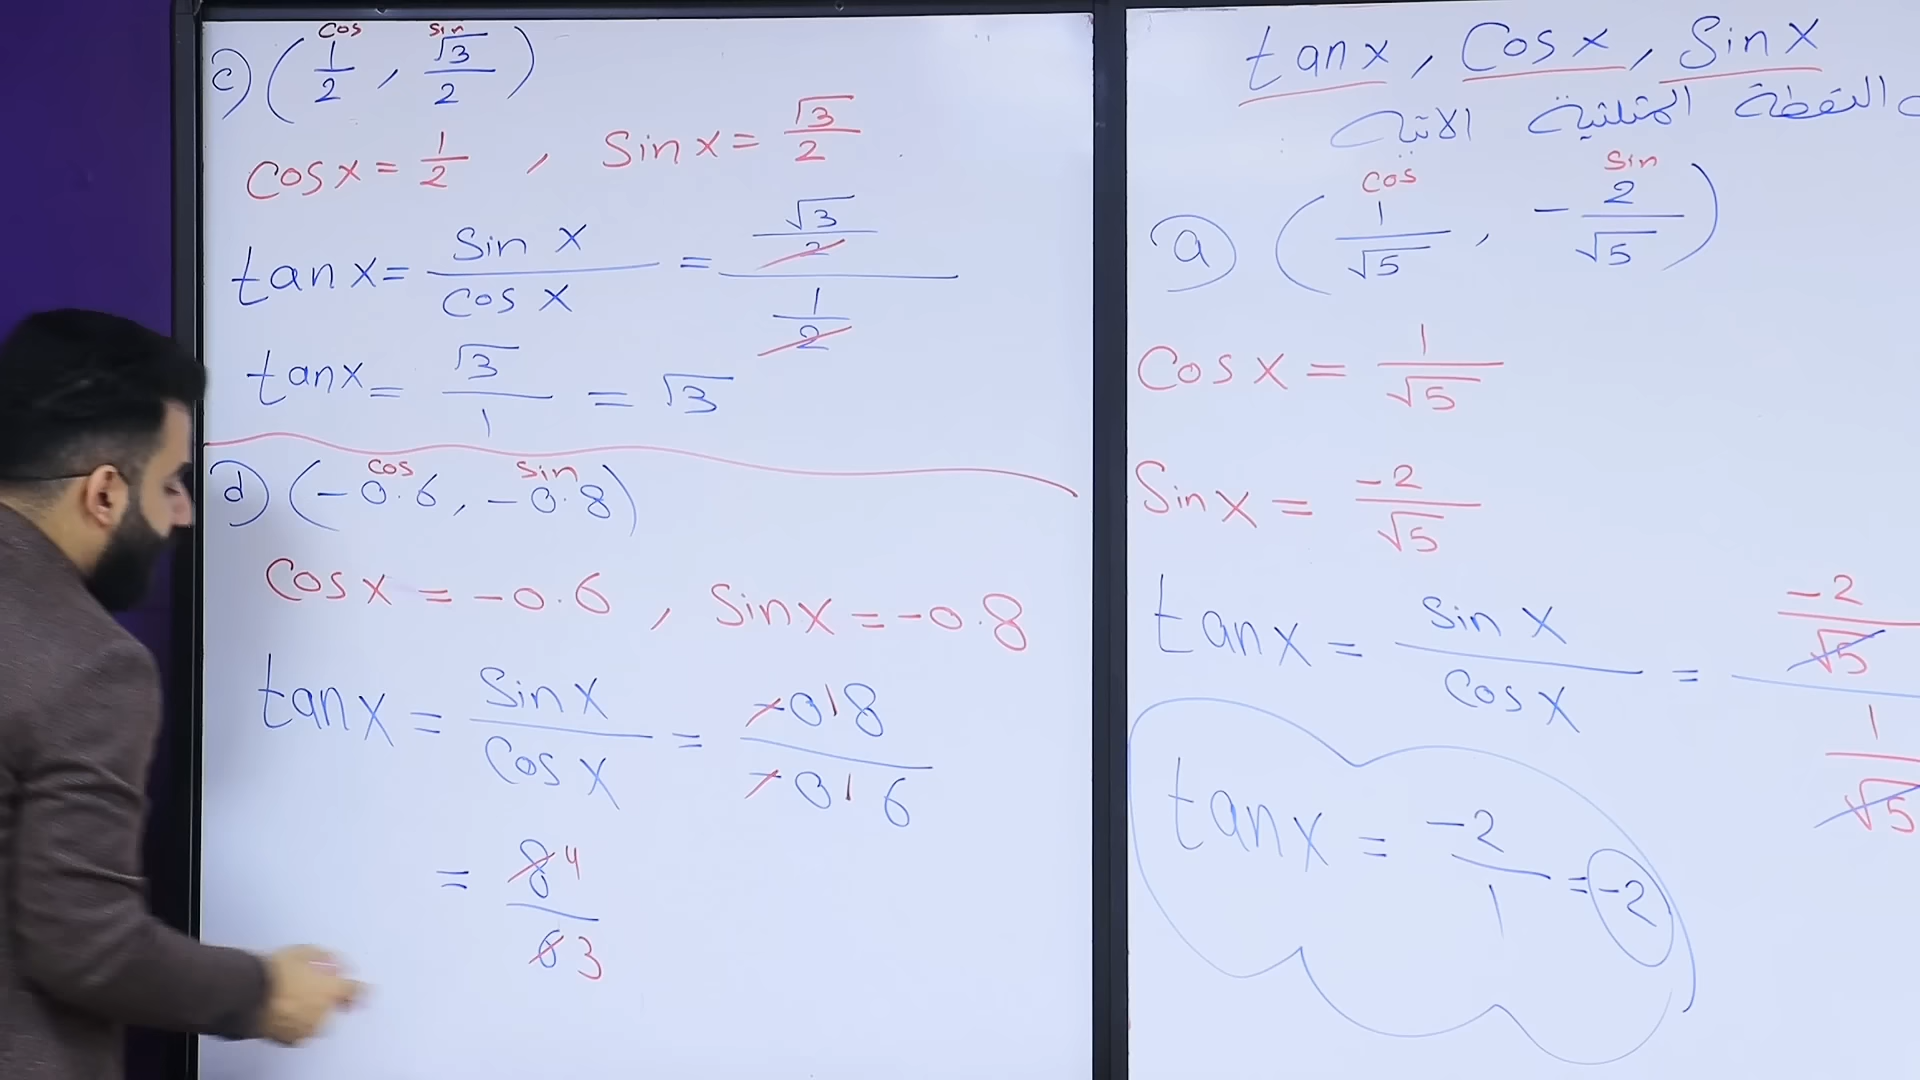 tan x , Cos x , Sin x
النقطة المثلثية الاتية
cos sin
a) (1/√5 , -2/√5)
Cos x = 1/√5
Sin x = -2/√5
tan x = sin x / cos x = (-2/√5) / (1/√5)
tan x = -2/1 = -2
cos sin
c) (1/2 , √3/2)
cos x = 1/2 , Sin x = √3/2
tan x = Sin x / cos x = (√3/2) / (1/2)
tan x = √3/1 = √3
cos sin
d) (-0.6 , -0.8)
Cos x = -0.6 , Sin x = -0.8
tan x = Sin x / Cos x = -0.8 / -0.6
= 8 4 / 6 3